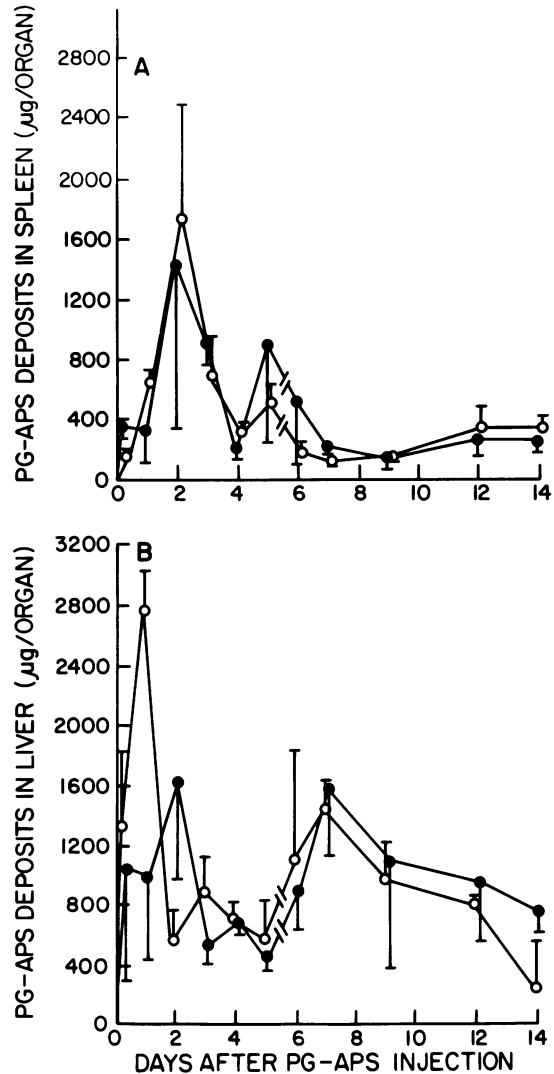 A
PG-APS DEPOSITS IN SPLEEN (µg/ORGAN)
2800
2400
2000
1600
1200
800
400
0
0 2 4 6 8 10 12 14
B
PG-APS DEPOSITS IN LIVER (µg/ORGAN)
3200
2800
2400
2000
1600
1200
800
400
0
0 2 4 6 8 10 12 14
DAYS AFTER PG-APS INJECTION